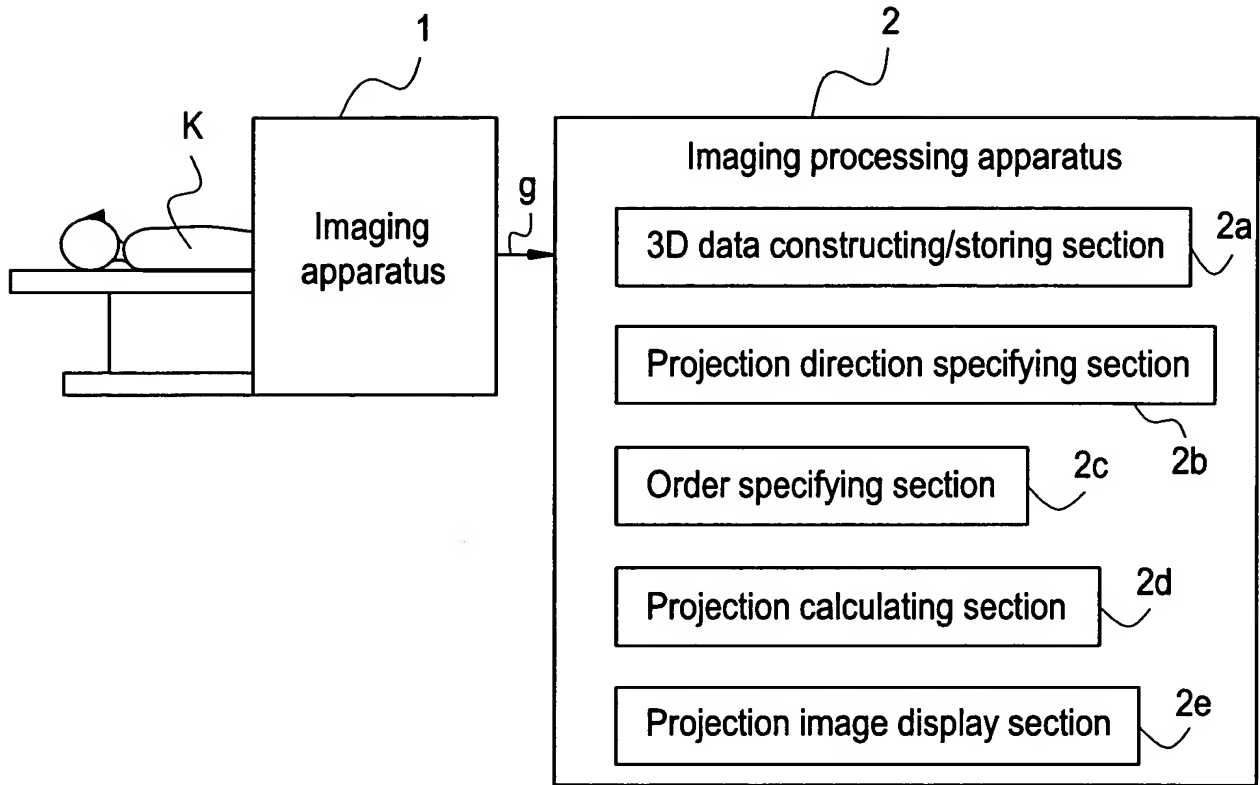 1
2
K
Imaging processing apparatus
g
Imaging
apparatus
3D data constructing/storing section
2a
Projection direction specifying section
2b
Order specifying section
2c
Projection calculating section
2d
Projection image display section
2e